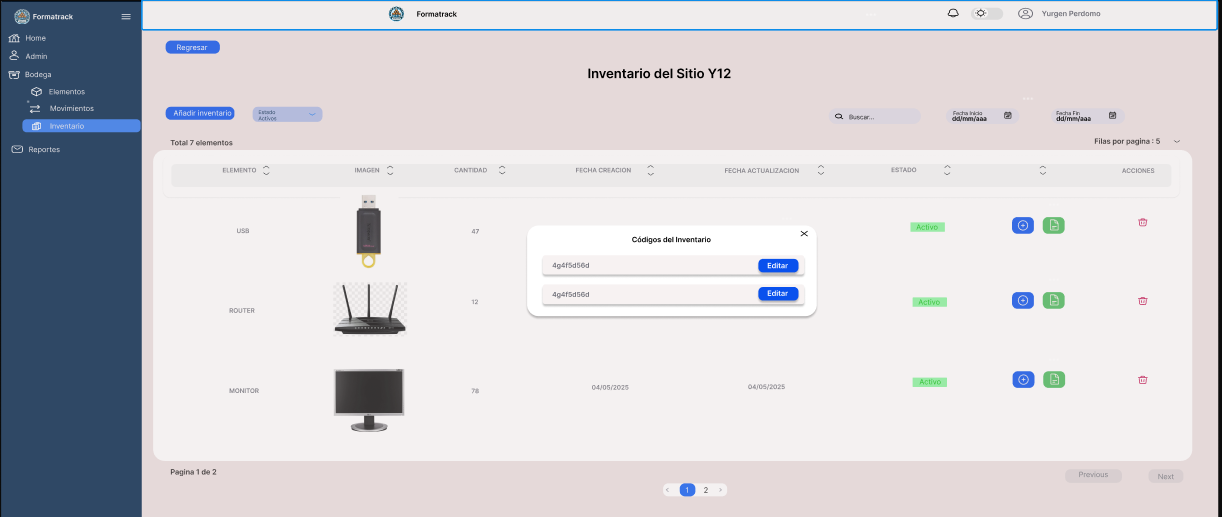 Formatrack
Formatrack
Yurgen Perdomo
Home
Admin
Bodega
Elementos
Movimientos
Inventario
Reportes
Regresar
Inventario del Sitio Y12
Añadir inventario
Estado
Activos
Buscar...
Fecha Inicio
dd/mm/aaa
Fecha Fin
dd/mm/aaa
Total 7 elementos
Filas por pagina : 5
ELEMENTO IMAGEN CANTIDAD FECHA CREACION FECHA ACTUALIZACION ESTADO ACCIONES
USB 47 Activo
Códigos del Inventario
4g4f5d56d Editar
4g4f5d56d Editar
ROUTER 12 Activo
MONITOR 78 04/05/2025 04/05/2025 Activo
Pagina 1 de 2
Previous
Next
< 1 2 >